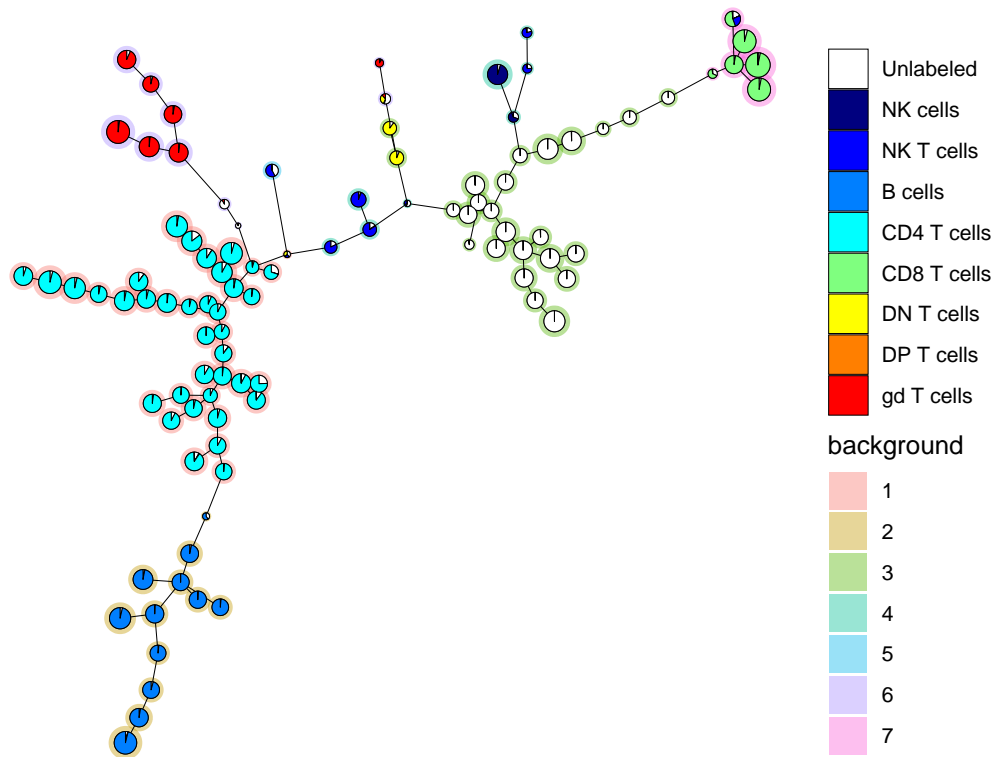 Unlabeled
NK cells
NK T cells
B cells
CD4 T cells
CD8 T cells
DN T cells
DP T cells
gd T cells
background
1
2
3
4
5
6
7